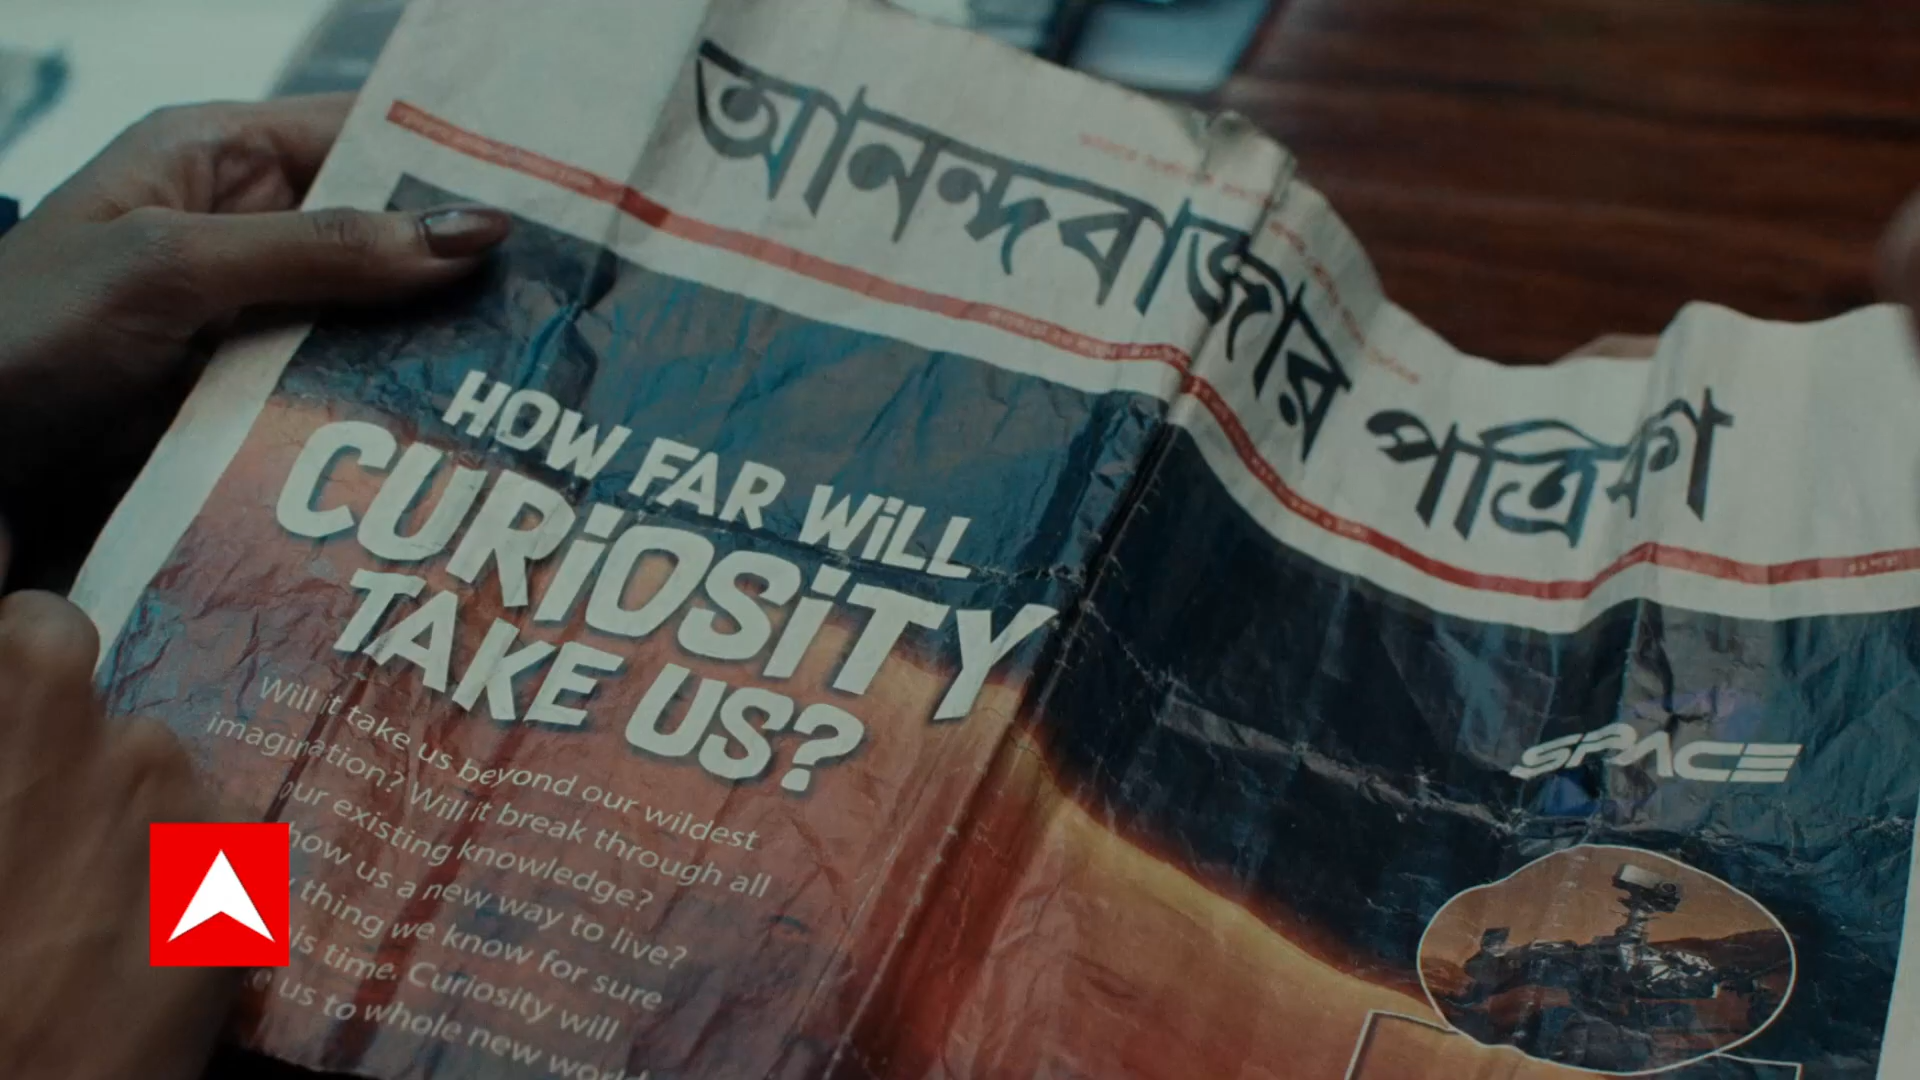 আনন্দবাজার পত্রিকা
HOW FAR WiLL
CURiOSiTY
TAKE US?
Will it take us beyond our wildest
imagination? Will it break through all
our existing knowledge?
how us a new way to live?
thing we know for sure
is time. Curiosity will
us to whole new world
SPACE